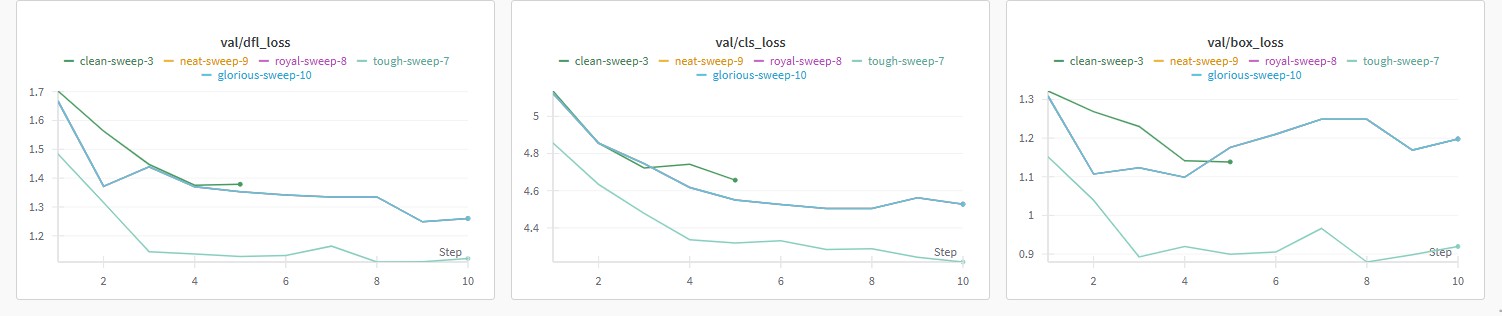 val/dfl_loss
clean-sweep-3 neat-sweep-9 royal-sweep-8 tough-sweep-7
glorious-sweep-10
1.7
1.6
1.5
1.4
1.3
1.2
Step
2 4 6 8 10
val/cls_loss
clean-sweep-3 neat-sweep-9 royal-sweep-8 tough-sweep-7
glorious-sweep-10
5
4.8
4.6
4.4
Step
2 4 6 8 10
val/box_loss
clean-sweep-3 neat-sweep-9 royal-sweep-8 tough-sweep-7
glorious-sweep-10
1.3
1.2
1.1
1
0.9
Step
2 4 6 8 10